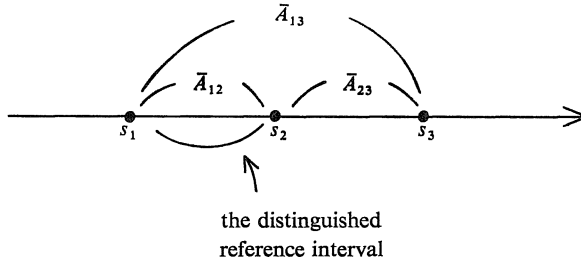 Ā₁₃
Ā₁₂ Ā₂₃
s₁ s₂ s₃
the distinguished
reference interval